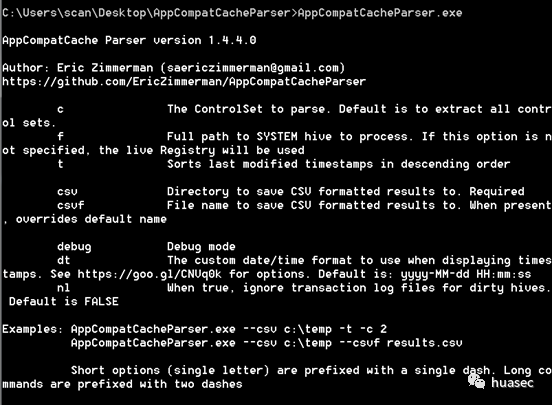 C:\Users\scan\Desktop\AppCompatCacheParser>AppCompatCacheParser.exe
AppCompatCache Parser version 1.4.4.0
Author: Eric Zimmerman (saericzimmerman@gmail.com)
https://github.com/EricZimmerman/AppCompatCacheParser
c The ControlSet to parse. Default is to extract all contr
ol sets.
f Full path to SYSTEM hive to process. If this option is n
ot specified, the live Registry will be used
t Sorts last modified timestamps in descending order
csv Directory to save CSV formatted results to. Required
csvf File name to save CSV formatted results to. When present
, overrides default name
debug Debug mode
dt The custom date/time format to use when displaying times
tamps. See https://goo.gl/CNVq0k for options. Default is: yyyy-MM-dd HH:mm:ss
nl When true, ignore transaction log files for dirty hives.
Default is FALSE
Examples: AppCompatCacheParser.exe --csv c:\temp -t -c 2
AppCompatCacheParser.exe --csv c:\temp --csvf results.csv
Short options (single letter) are prefixed with a single dash. Long co
mmands are prefixed with two dashes
huasec